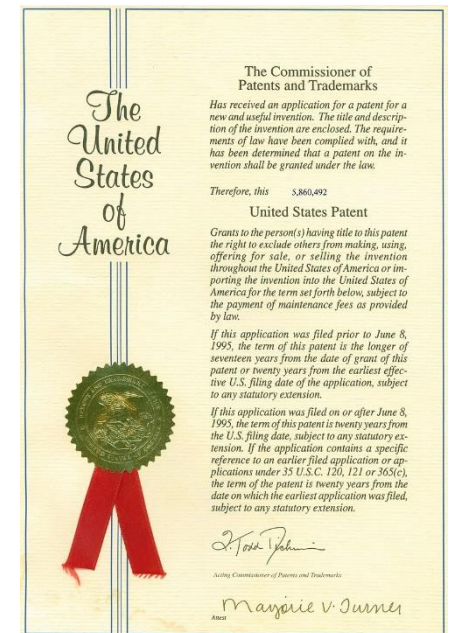 The
United
States
of
America
The Commissioner of
Patents and Trademarks
Has received an application for a patent for a
new and useful invention. The title and descrip-
tion of the invention are enclosed. The require-
ments of law have been complied with, and it
has been determined that a patent on the in-
vention shall be granted under the law.
Therefore, this 5,860,492
United States Patent
Grants to the person(s) having title to this patent
the right to exclude others from making, using,
offering for sale, or selling the invention
throughout the United States of America or im-
porting the invention into the United States of
America for the term set forth below, subject to
the payment of maintenance fees as provided
by law.
If this application was filed prior to June 8,
1995, the term of this patent is the longer of
seventeen years from the date of grant of this
patent or twenty years from the earliest effec-
tive U.S. filing date of the application, subject
to any statutory extension.
If this application was filed on or after June 8,
1995, the term of this patent is twenty years from
the U.S. filing date, subject to any statutory ex-
tension. If the application contains a specific
reference to an earlier filed application or ap-
plications under 35 U.S.C. 120, 121 or 365(c),
the term of the patent is twenty years from the
date on which the earliest application was filed,
subject to any statutory extension.
Q. Todd
Acting Commissioner of Patents and Trademarks
Marjorie V. Turner
Attest